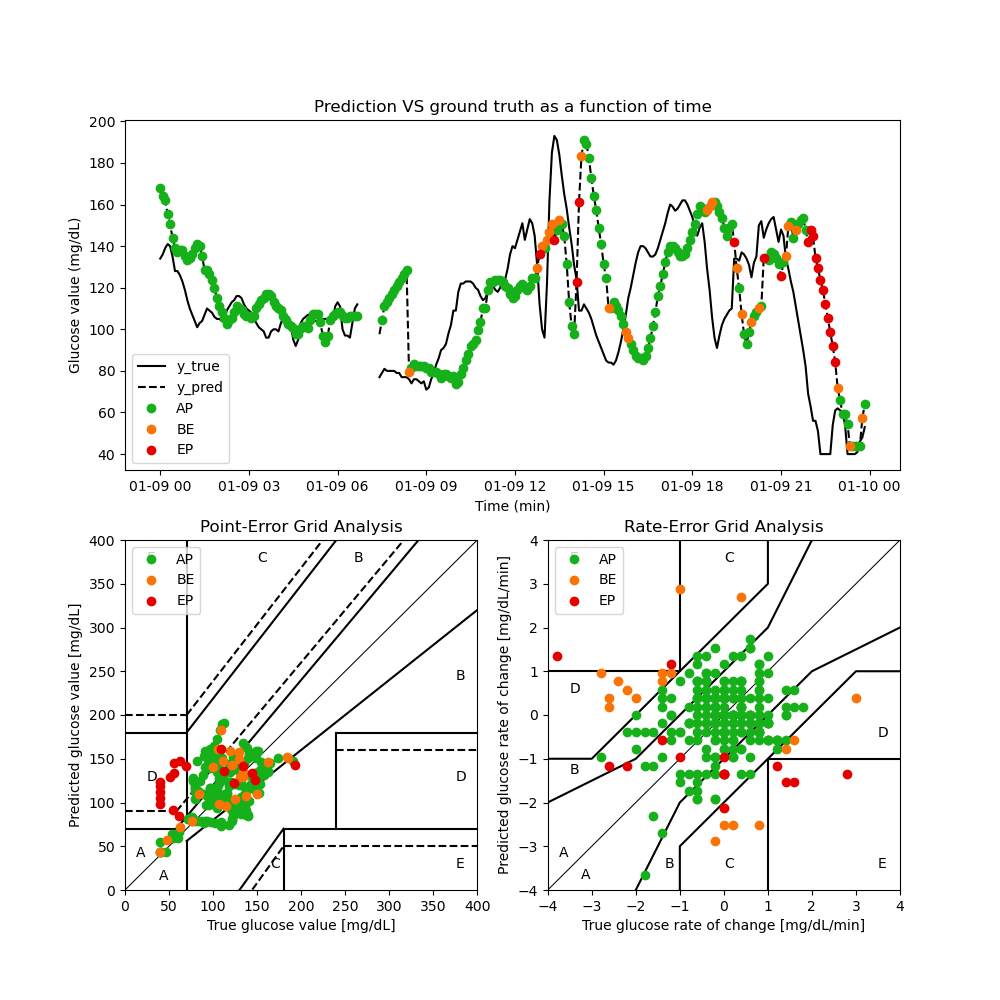 Prediction VS ground truth as a function of time
Glucose value (mg/dL)
200
180
160
140
120
100
80
60
40
y_true
y_pred
AP
BE
EP
01-09 00 01-09 03 01-09 06 01-09 09 01-09 12 01-09 15 01-09 18 01-09 21 01-10 00
Time (min)
Point-Error Grid Analysis
Predicted glucose value [mg/dL]
400
350
300
250
200
150
100
50
0
AP
BE
EP
C
B
B
D
D
A
A
C
E
0 50 100 150 200 250 300 350 400
True glucose value [mg/dL]
Rate-Error Grid Analysis
Predicted glucose rate of change [mg/dL/min]
4
3
2
1
0
−1
−2
−3
−4
AP
BE
EP
C
D
D
B
A
A
B
C
E
−4 −3 −2 −1 0 1 2 3 4
True glucose rate of change [mg/dL/min]